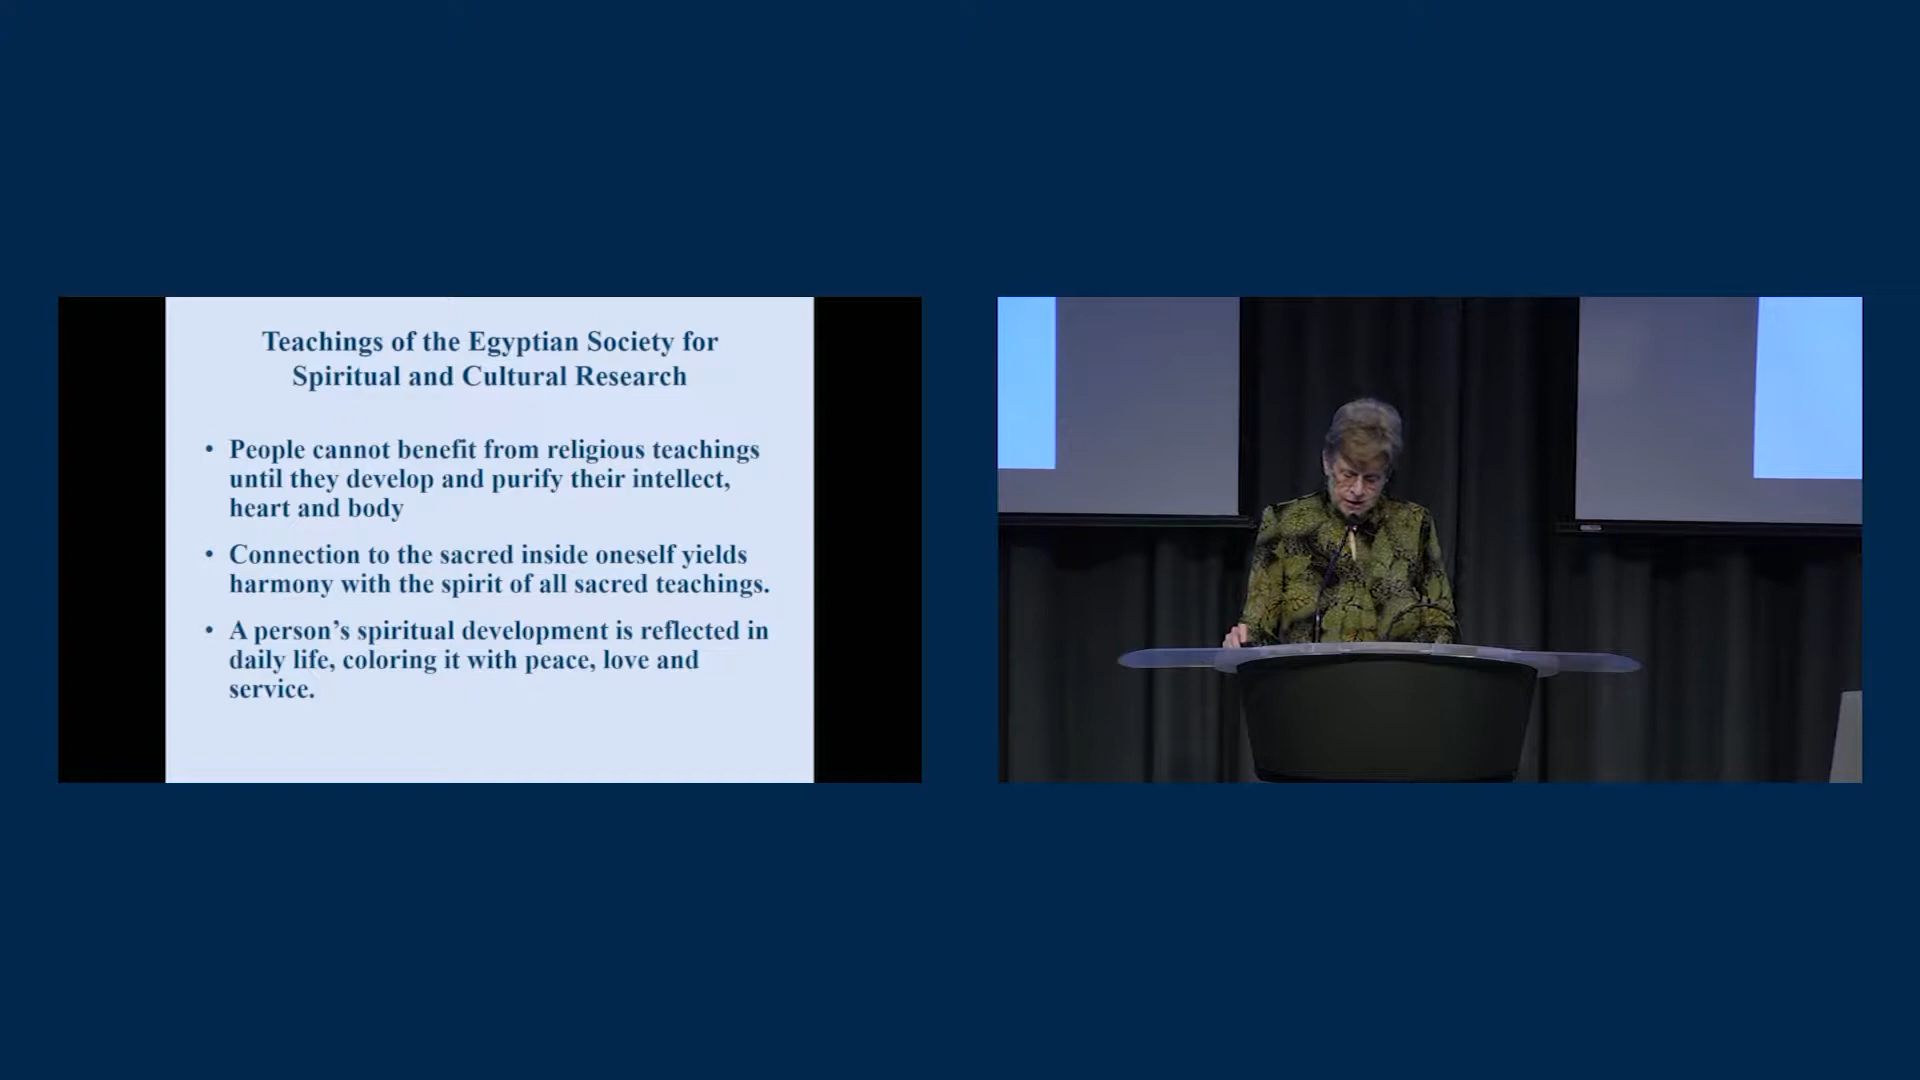 Teachings of the Egyptian Society for
Spiritual and Cultural Research
• People cannot benefit from religious teachings
until they develop and purify their intellect,
heart and body
• Connection to the sacred inside oneself yields
harmony with the spirit of all sacred teachings.
• A person’s spiritual development is reflected in
daily life, coloring it with peace, love and
service.